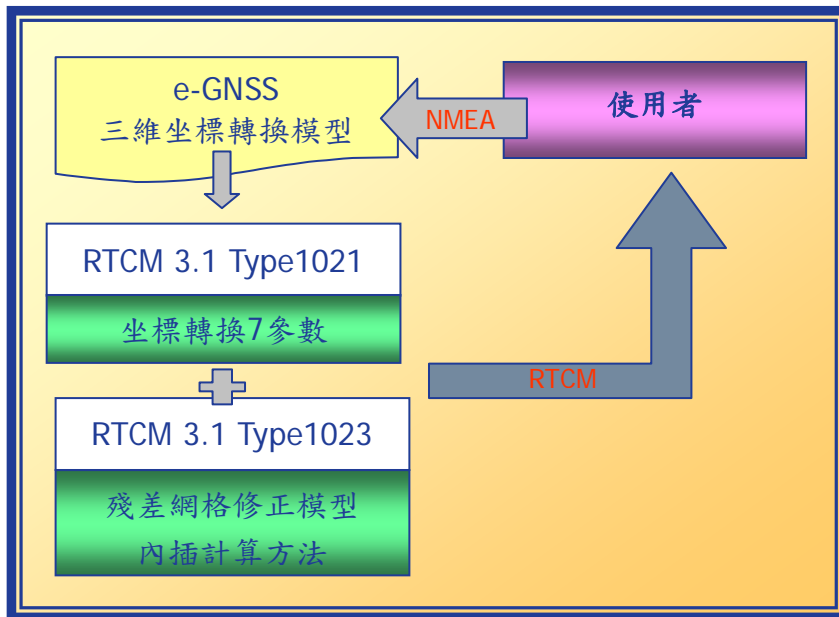 e-GNSS
三維坐標轉換模型
NMEA
使用者
RTCM 3.1 Type1021
坐標轉換7參數
RTCM
RTCM 3.1 Type1023
殘差網格修正模型
內插計算方法